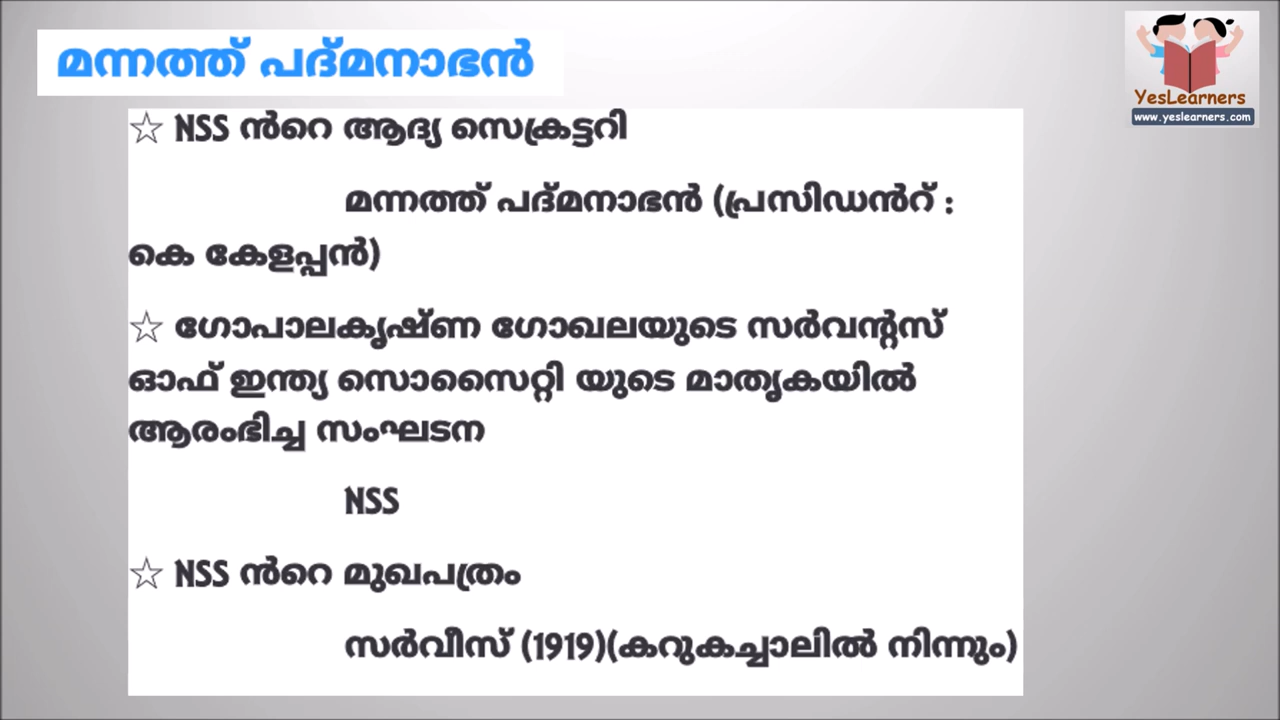 മന്നത്ത് പദ്മനാഭൻ
YesLearners
www.yeslearners.com
☆ NSS ൻറെ ആദ്യ സെക്രട്ടറി
മന്നത്ത് പദ്മനാഭൻ (പ്രസിഡൻറ് :
കെ കേളപ്പൻ)
☆ ഗോപാലകൃഷ്ണ ഗോഖലയുടെ സർവന്റസ്
ഓഫ് ഇന്ത്യ സൊസൈറ്റി യുടെ മാതൃകയിൽ
ആരംഭിച്ച സംഘടന
NSS
☆ NSS ൻറെ മുഖപത്രം
സർവീസ് (1919)(കറുകച്ചാലിൽ നിന്നും)